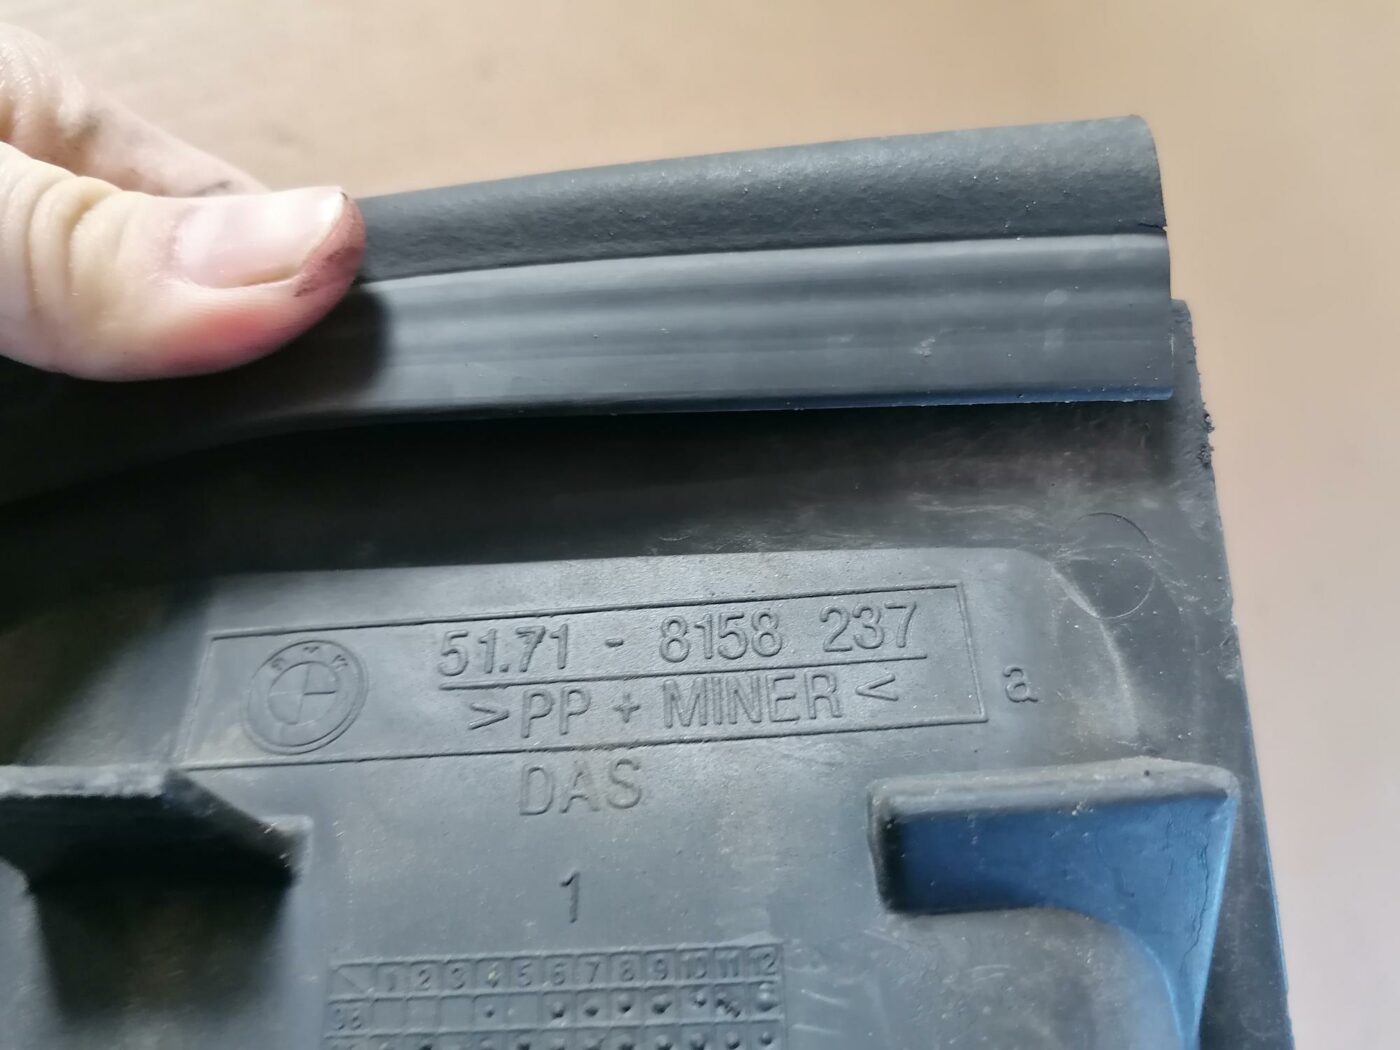 51.71 - 8158 237
>PP + MINER<
a
DAS
1
1 2 3 4 5 6 7 8 9 10 11 12